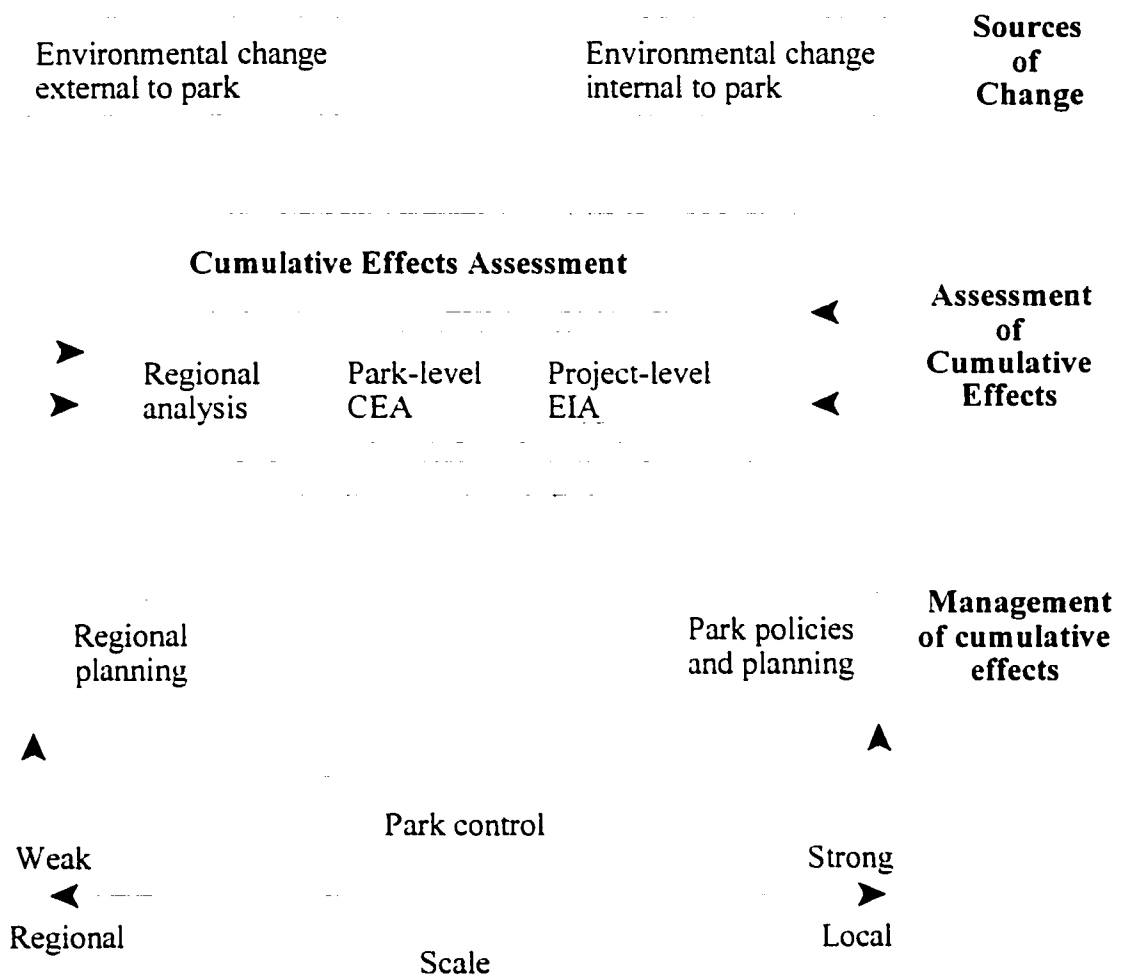 Environmental change
external to park
Environmental change
internal to park
Sources
of
Change
Cumulative Effects Assessment
Regional
analysis
Park-level
CEA
Project-level
EIA
Assessment
of
Cumulative
Effects
Regional
planning
Park policies
and planning
Management
of cumulative
effects
Park control
Weak
Strong
Regional
Local
Scale